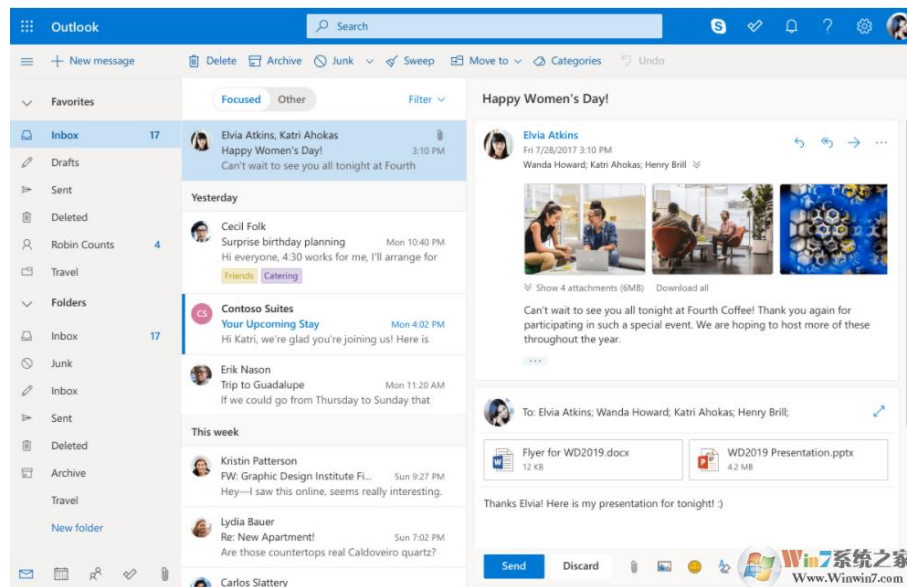 Outlook
Search
New message
Delete
Archive
Junk
Sweep
Move to
Categories
Undo
Favorites
Inbox 17
Drafts
Sent
Deleted
Robin Counts 4
Travel
Folders
Inbox 17
Junk
Inbox
Sent
Deleted
Archive
Travel
New folder
Focused Other Filter
Elvia Atkins, Katri Ahokas
Happy Women's Day! 3:10 PM
Can't wait to see you all tonight at Fourth
Yesterday
Cecil Folk
Surprise birthday planning Mon 10:40 PM
Hi everyone, 4:30 works for me, I'll arrange for
Friends Catering
CS
Contoso Suites
Your Upcoming Stay Mon 4:02 PM
Hi Katri, we're glad you're joining us! Here is
Erik Nason
Trip to Guadalupe Mon 11:20 AM
If we could go from Thursday to Sunday that
This week
Kristin Patterson
FW: Graphic Design Institute Fi... Sun 9:27 PM
Hey—I saw this online, seems really interesting.
Lydia Bauer
Re: New Apartment! Sun 7:02 PM
Are those countertops real Caldoveiro quartz?
Carlos Slattery
Happy Women's Day!
Elvia Atkins
Fri 7/28/2017 3:10 PM
Wanda Howard; Katri Ahokas; Henry Brill
Show 4 attachments (6MB) Download all
Can't wait to see you all tonight at Fourth Coffee! Thank you again for
participating in such a special event. We are hoping to host more of these
throughout the year.
...
To: Elvia Atkins; Wanda Howard; Katri Ahokas; Henry Brill;
Flyer for WD2019.docx
12 KB
WD2019 Presentation.pptx
4.2 MB
Thanks Elvia! Here is my presentation for tonight! :)
Send Discard
Win7系统之家
Www.Winwin7.com